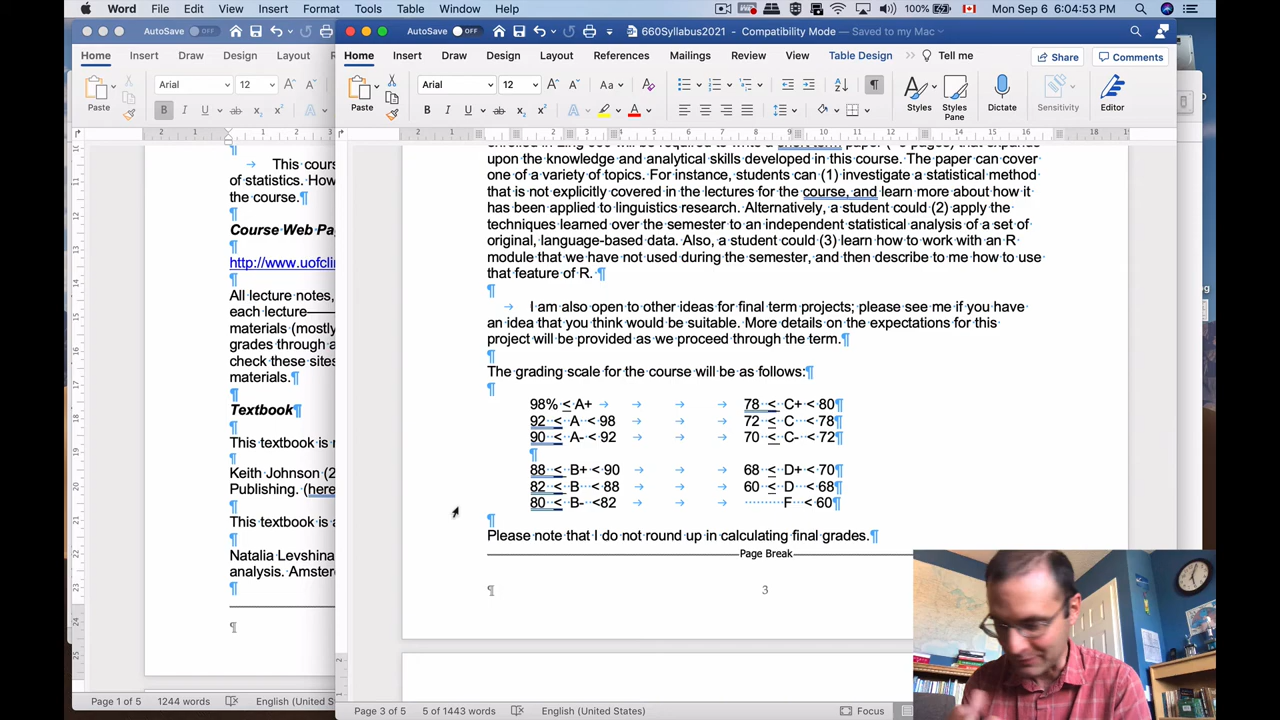 Word File Edit View Insert Format Tools Table Window Help 100% Mon Sep 6 6:04:53 PM
AutoSave OFF
AutoSave OFF 660Syllabus2021 - Compatibility Mode — Saved to my Mac
Home Insert Draw Design Layout
Home Insert Draw Design Layout References Mailings Review View Table Design Tell me Share Comments
Arial 12
Paste
B I U
Arial 12
Paste
B I U
Styles Styles Pane Dictate Sensitivity Editor
This cours
of statistics. How
the course.¶
Course Web Pa
http://www.uofclin
All lecture notes,
each lecture—
materials (mostly
grades through a
check these sites
materials.¶
Textbook¶
This textbook is r
Keith Johnson (2
Publishing. (here
This textbook is a
Natalia Levshina
analysis. Amster
Page 1 of 5 1244 words English (United States
upon the knowledge and analytical skills developed in this course. The paper can cover
one of a variety of topics. For instance, students can (1) investigate a statistical method
that is not explicitly covered in the lectures for the course, and learn more about how it
has been applied to linguistics research. Alternatively, a student could (2) apply the
techniques learned over the semester to an independent statistical analysis of a set of
original, language-based data. Also, a student could (3) learn how to work with an R
module that we have not used during the semester, and then describe to me how to use
that feature of R.¶
I am also open to other ideas for final term projects; please see me if you have
an idea that you think would be suitable. More details on the expectations for this
project will be provided as we proceed through the term.¶
The grading scale for the course will be as follows:¶
98% < A+ → → → → 78 < C+ < 80¶
92 < A < 98 → → → 72 < C < 78¶
90 < A- < 92 → → → 70 < C- < 72¶
88 < B+ < 90 → → → 68 < D+ < 70¶
82 < B < 88 → → → 60 < D < 68¶
80 < B- <82 → → → F < 60¶
Please note that I do not round up in calculating final grades.¶
Page Break
3
Page 3 of 5 5 of 1443 words English (United States) Focus